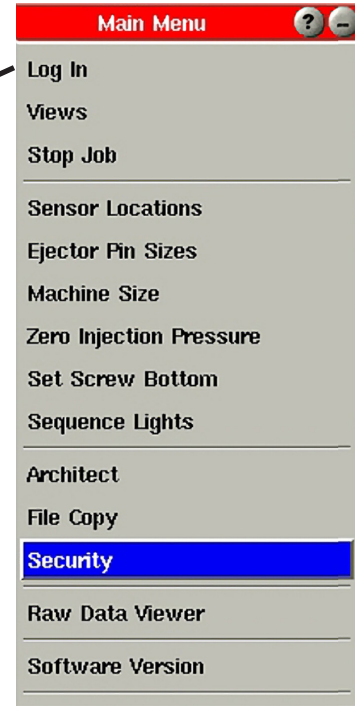 Main Menu ? –
Log In
Views
Stop Job
Sensor Locations
Ejector Pin Sizes
Machine Size
Zero Injection Pressure
Set Screw Bottom
Sequence Lights
Architect
File Copy
Security
Raw Data Viewer
Software Version